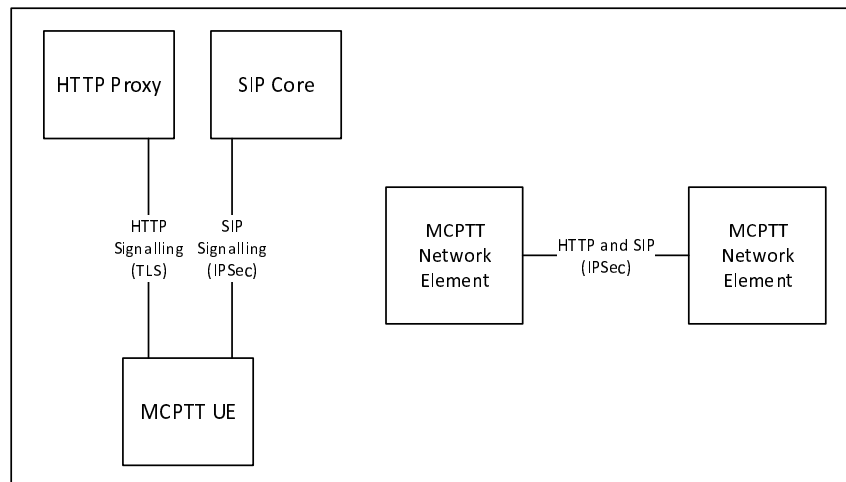 HTTP Proxy
SIP Core
HTTP
Signalling
(TLS)
SIP
Signalling
(IPSec)
MCPTT UE
MCPTT
Network
Element
HTTP and SIP
(IPSec)
MCPTT
Network
Element